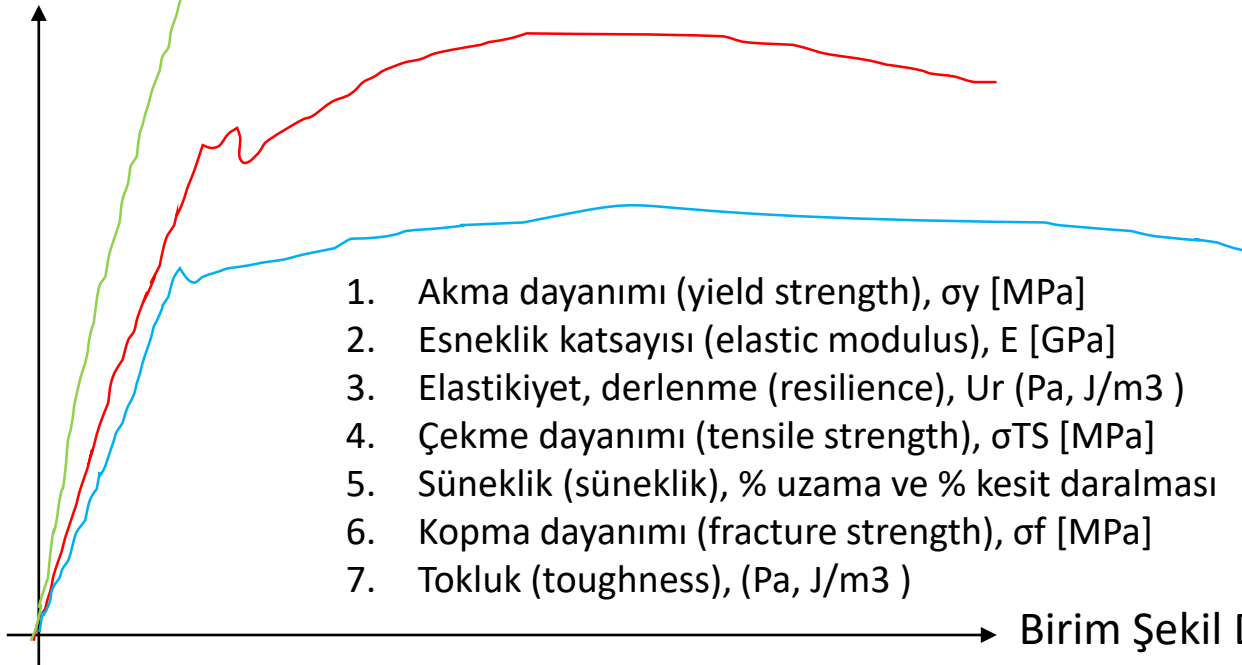 1. Akma dayanımı (yield strength), σy [MPa]
2. Esneklik katsayısı (elastic modulus), E [GPa]
3. Elastikiyet, derlenme (resilience), Ur (Pa, J/m3 )
4. Çekme dayanımı (tensile strength), σTS [MPa]
5. Süneklik (süneklik), % uzama ve % kesit daralması
6. Kopma dayanımı (fracture strength), σf [MPa]
7. Tokluk (toughness), (Pa, J/m3 )
Birim Şekil